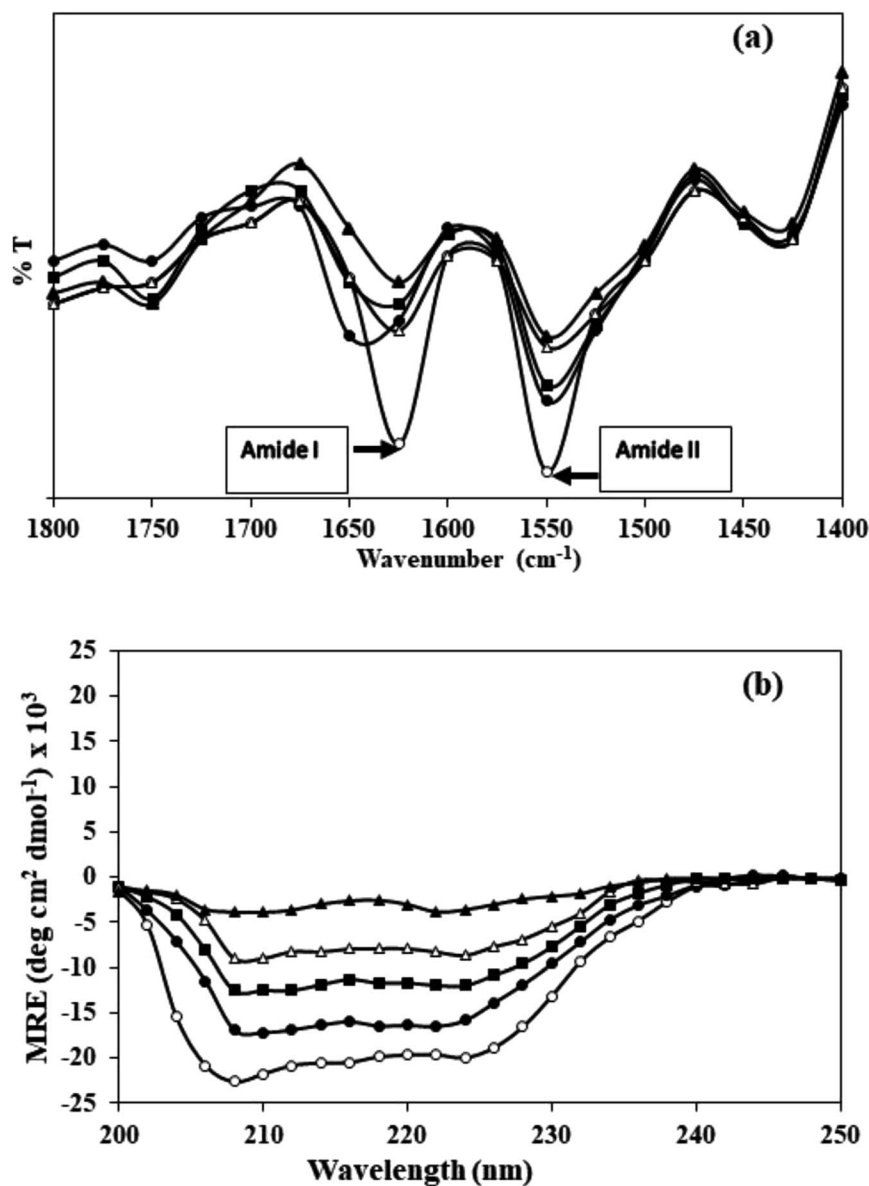 (a)
% T
Amide I
Amide II
1800 1750 1700 1650 1600 1550 1500 1450 1400
Wavenumber (cm⁻¹)
(b)
MRE (deg cm² dmol⁻¹) x 10³
25
20
15
10
5
0
-5
-10
-15
-20
-25
200 210 220 230 240 250
Wavelength (nm)